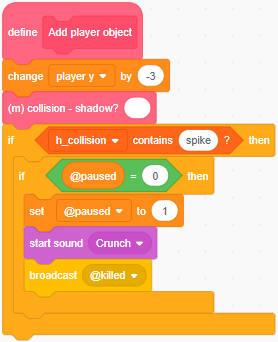 define Add player object
change player y by -3
(m) collision - shadow?
if h_collision contains spike ? then
if @paused = 0 then
set @paused to 1
start sound Crunch
broadcast @killed